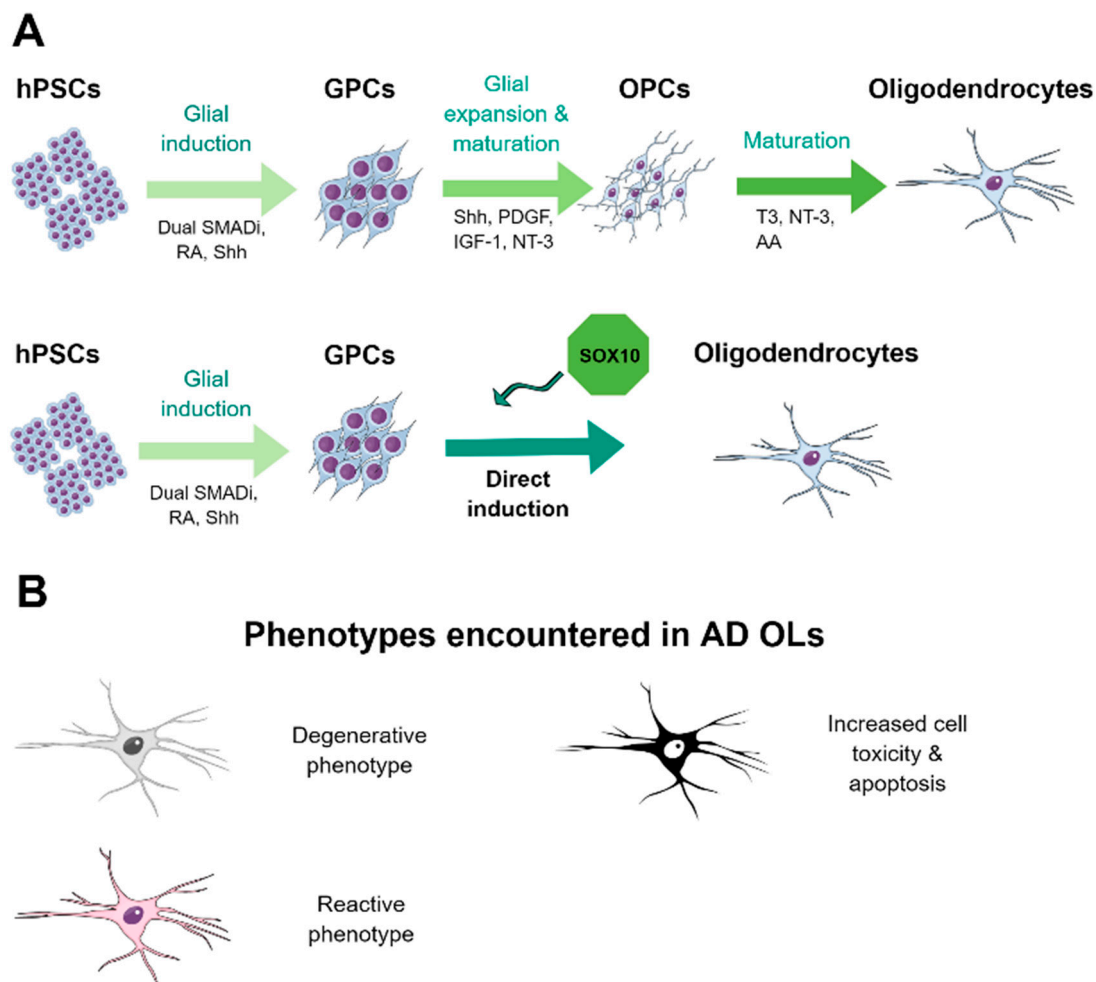 A
hPSCs
Glial
induction
Dual SMADi,
RA, Shh
GPCs
Glial
expansion &
maturation
Shh, PDGF,
IGF-1, NT-3
OPCs
Maturation
T3, NT-3,
AA
Oligodendrocytes
hPSCs
Glial
induction
Dual SMADi,
RA, Shh
GPCs
SOX10
Direct
induction
Oligodendrocytes
B
Phenotypes encountered in AD OLs
Degenerative
phenotype
Increased cell
toxicity &
apoptosis
Reactive
phenotype